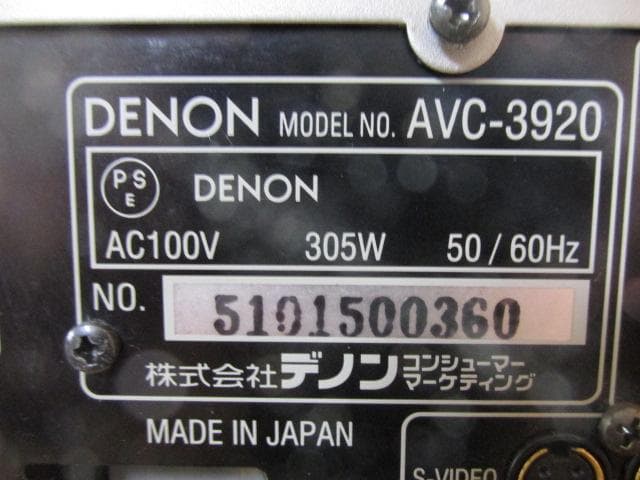 DENON MODEL NO. AVC-3920
PS
E
DENON
AC100V 305W 50 / 60Hz
NO. 5101500360
株式会社デノン コンシューマー
マーケティング
MADE IN JAPAN
S-VIDEO